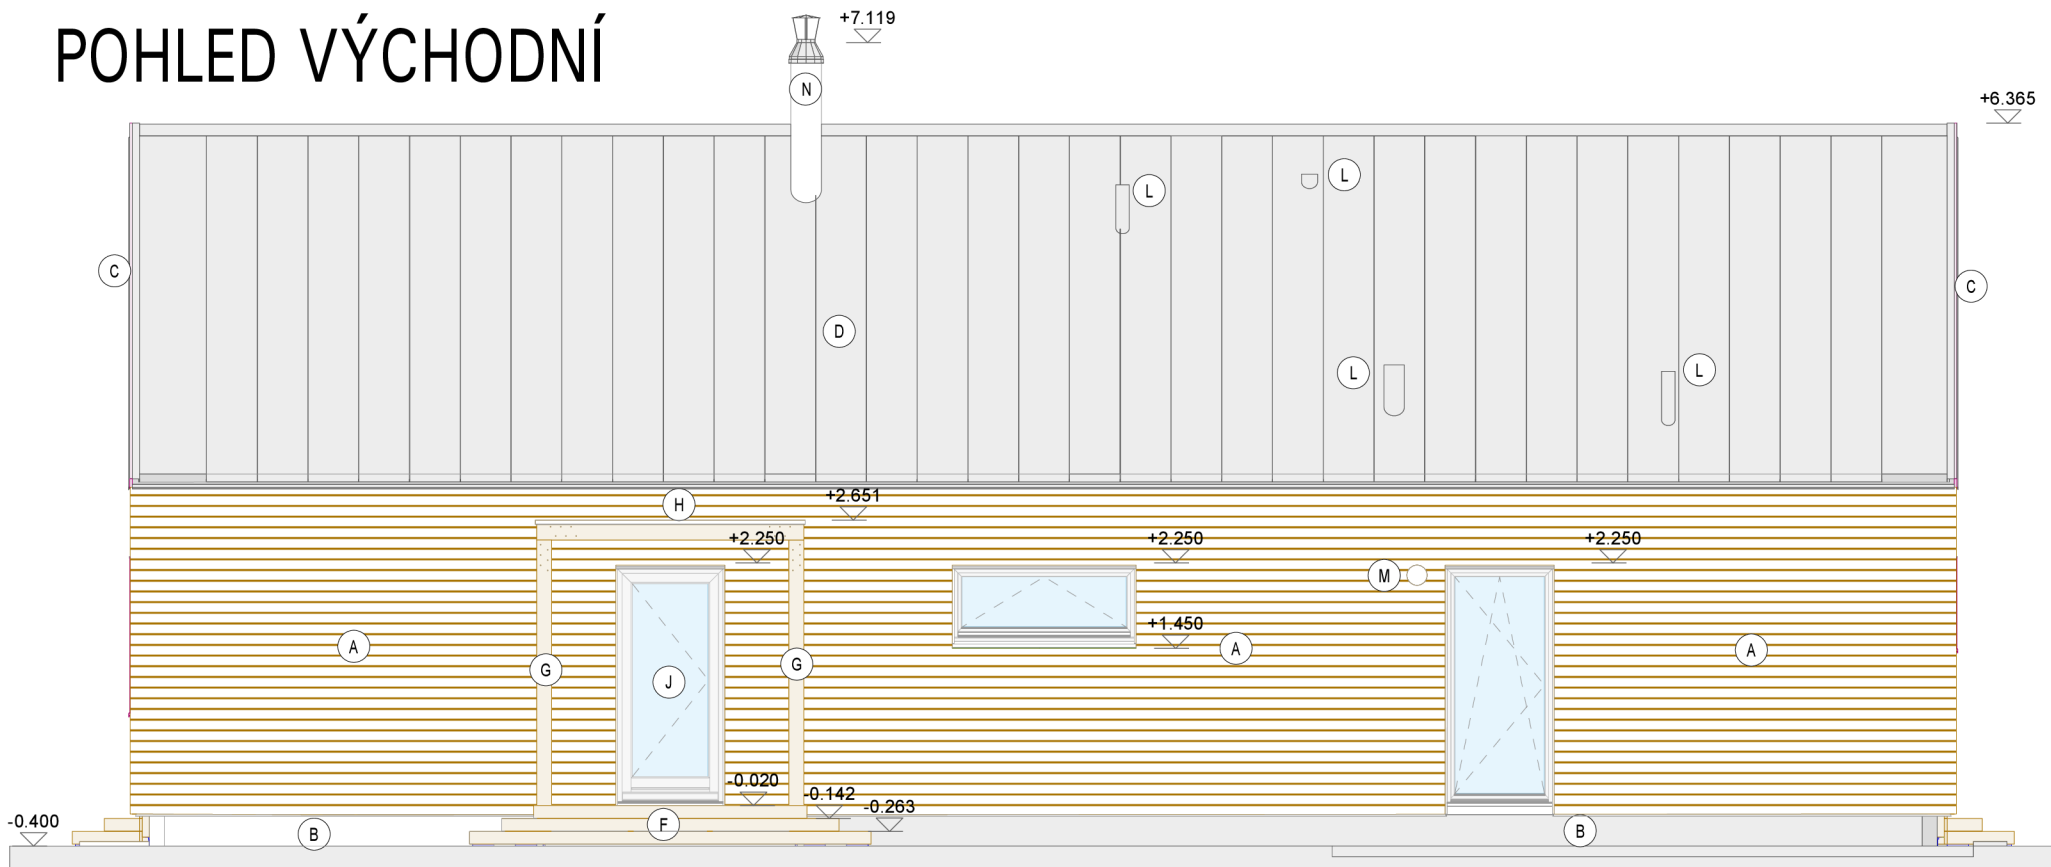 POHLED VÝCHODNÍ
+7.119
N
+6.365
L
L
C
C
D
L
L
H
+2.651
+2.250
+2.250
+2.250
M
+1.450
A
G
G
J
A
A
-0.020
-0.142
-0.263
-0.400
B
F
B